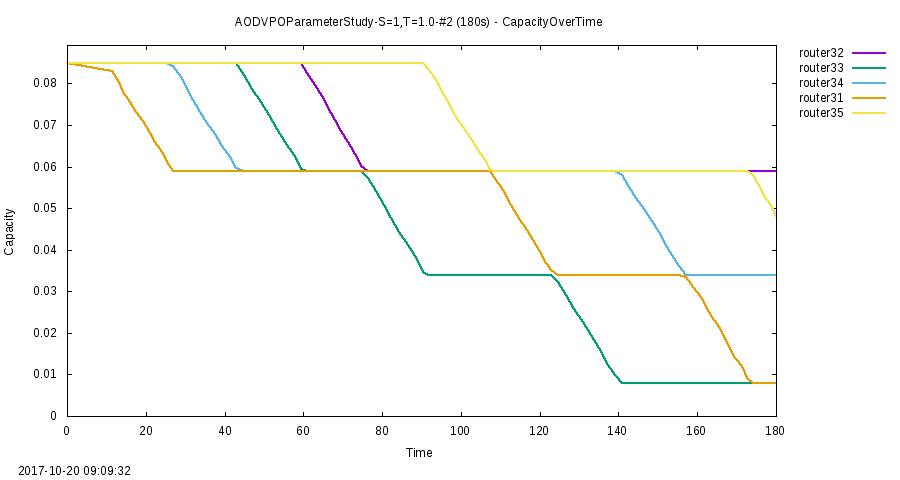 AODVPOParameterStudy-S=1,T=1.0-#2 (180s) - CapacityOverTime
router32
router33
router34
router31
router35
0.08
0.07
0.06
0.05
0.04
0.03
0.02
0.01
0
Capacity
0 20 40 60 80 100 120 140 160 180
Time
2017-10-20 09:09:32